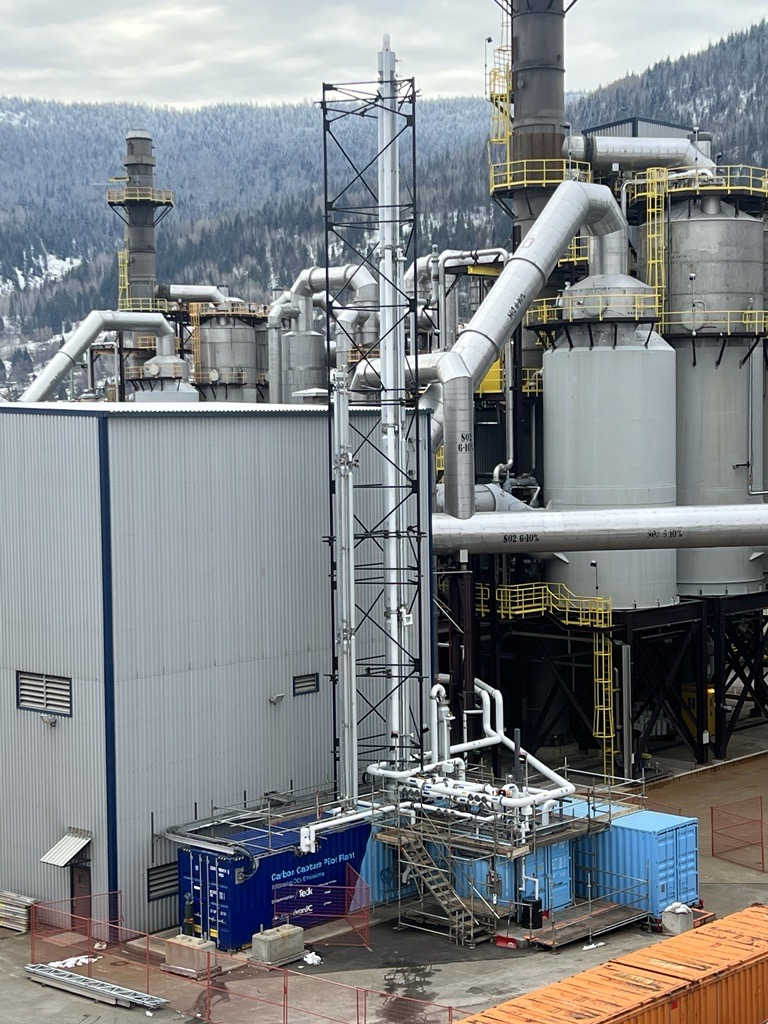 SO2 6-10%
SO2
6-10%
SO2 6-10%
SO2 6-10%
Carbon Capture Pilot Plant
Teck